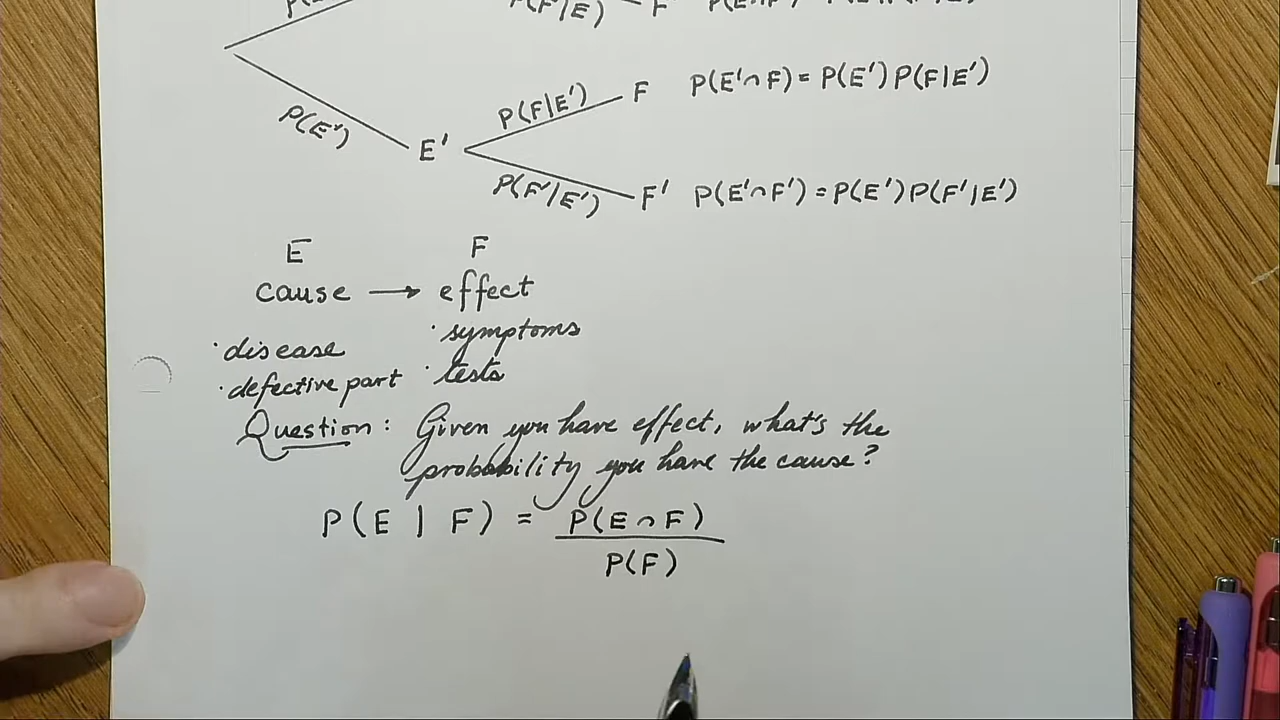 P(F'|E) F'
P(E')
E'
P(F|E') F P(E'∩F) = P(E') P(F|E')
P(F'|E') F' P(E'∩F') = P(E') P(F'|E')
E F
cause → effect
· symptoms
· disease
· tests
· defective part
Question: Given you have effect, what's the
probability you have the cause?
P(E | F) = P(E∩F)
P(F)